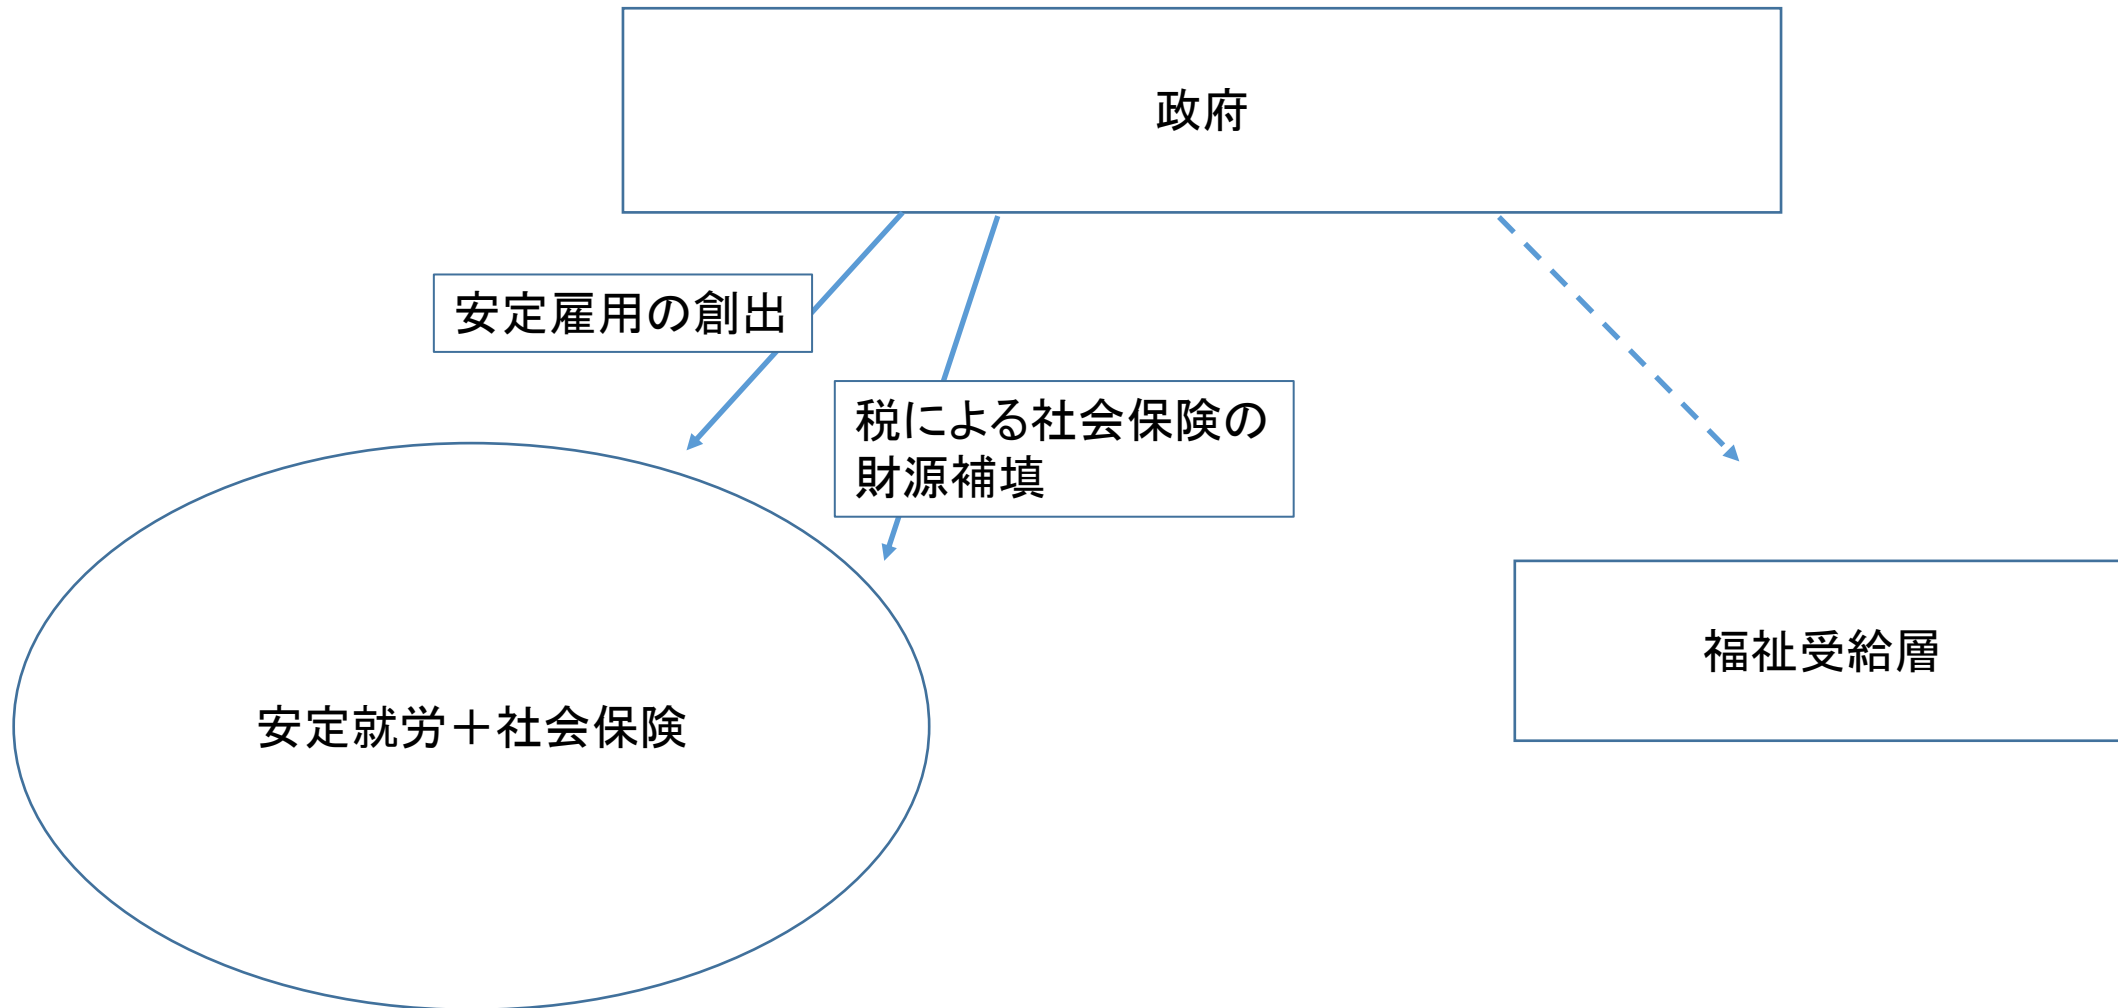 政府
安定雇用の創出
税による社会保険の
財源補填
福祉受給層
安定就労＋社会保険